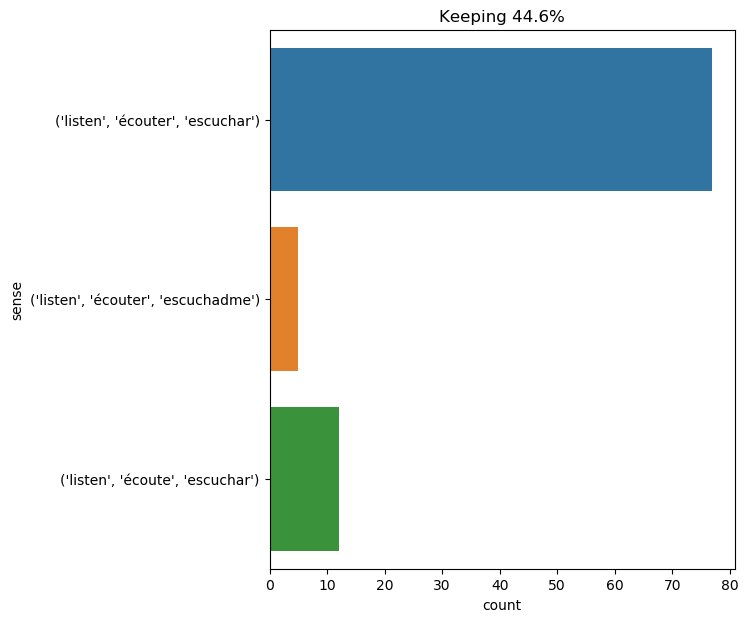 Keeping 44.6%
('listen', 'écouter', 'escuchar')
('listen', 'écouter', 'escuchadme')
('listen', 'écoute', 'escuchar')
sense
0 10 20 30 40 50 60 70 80
count